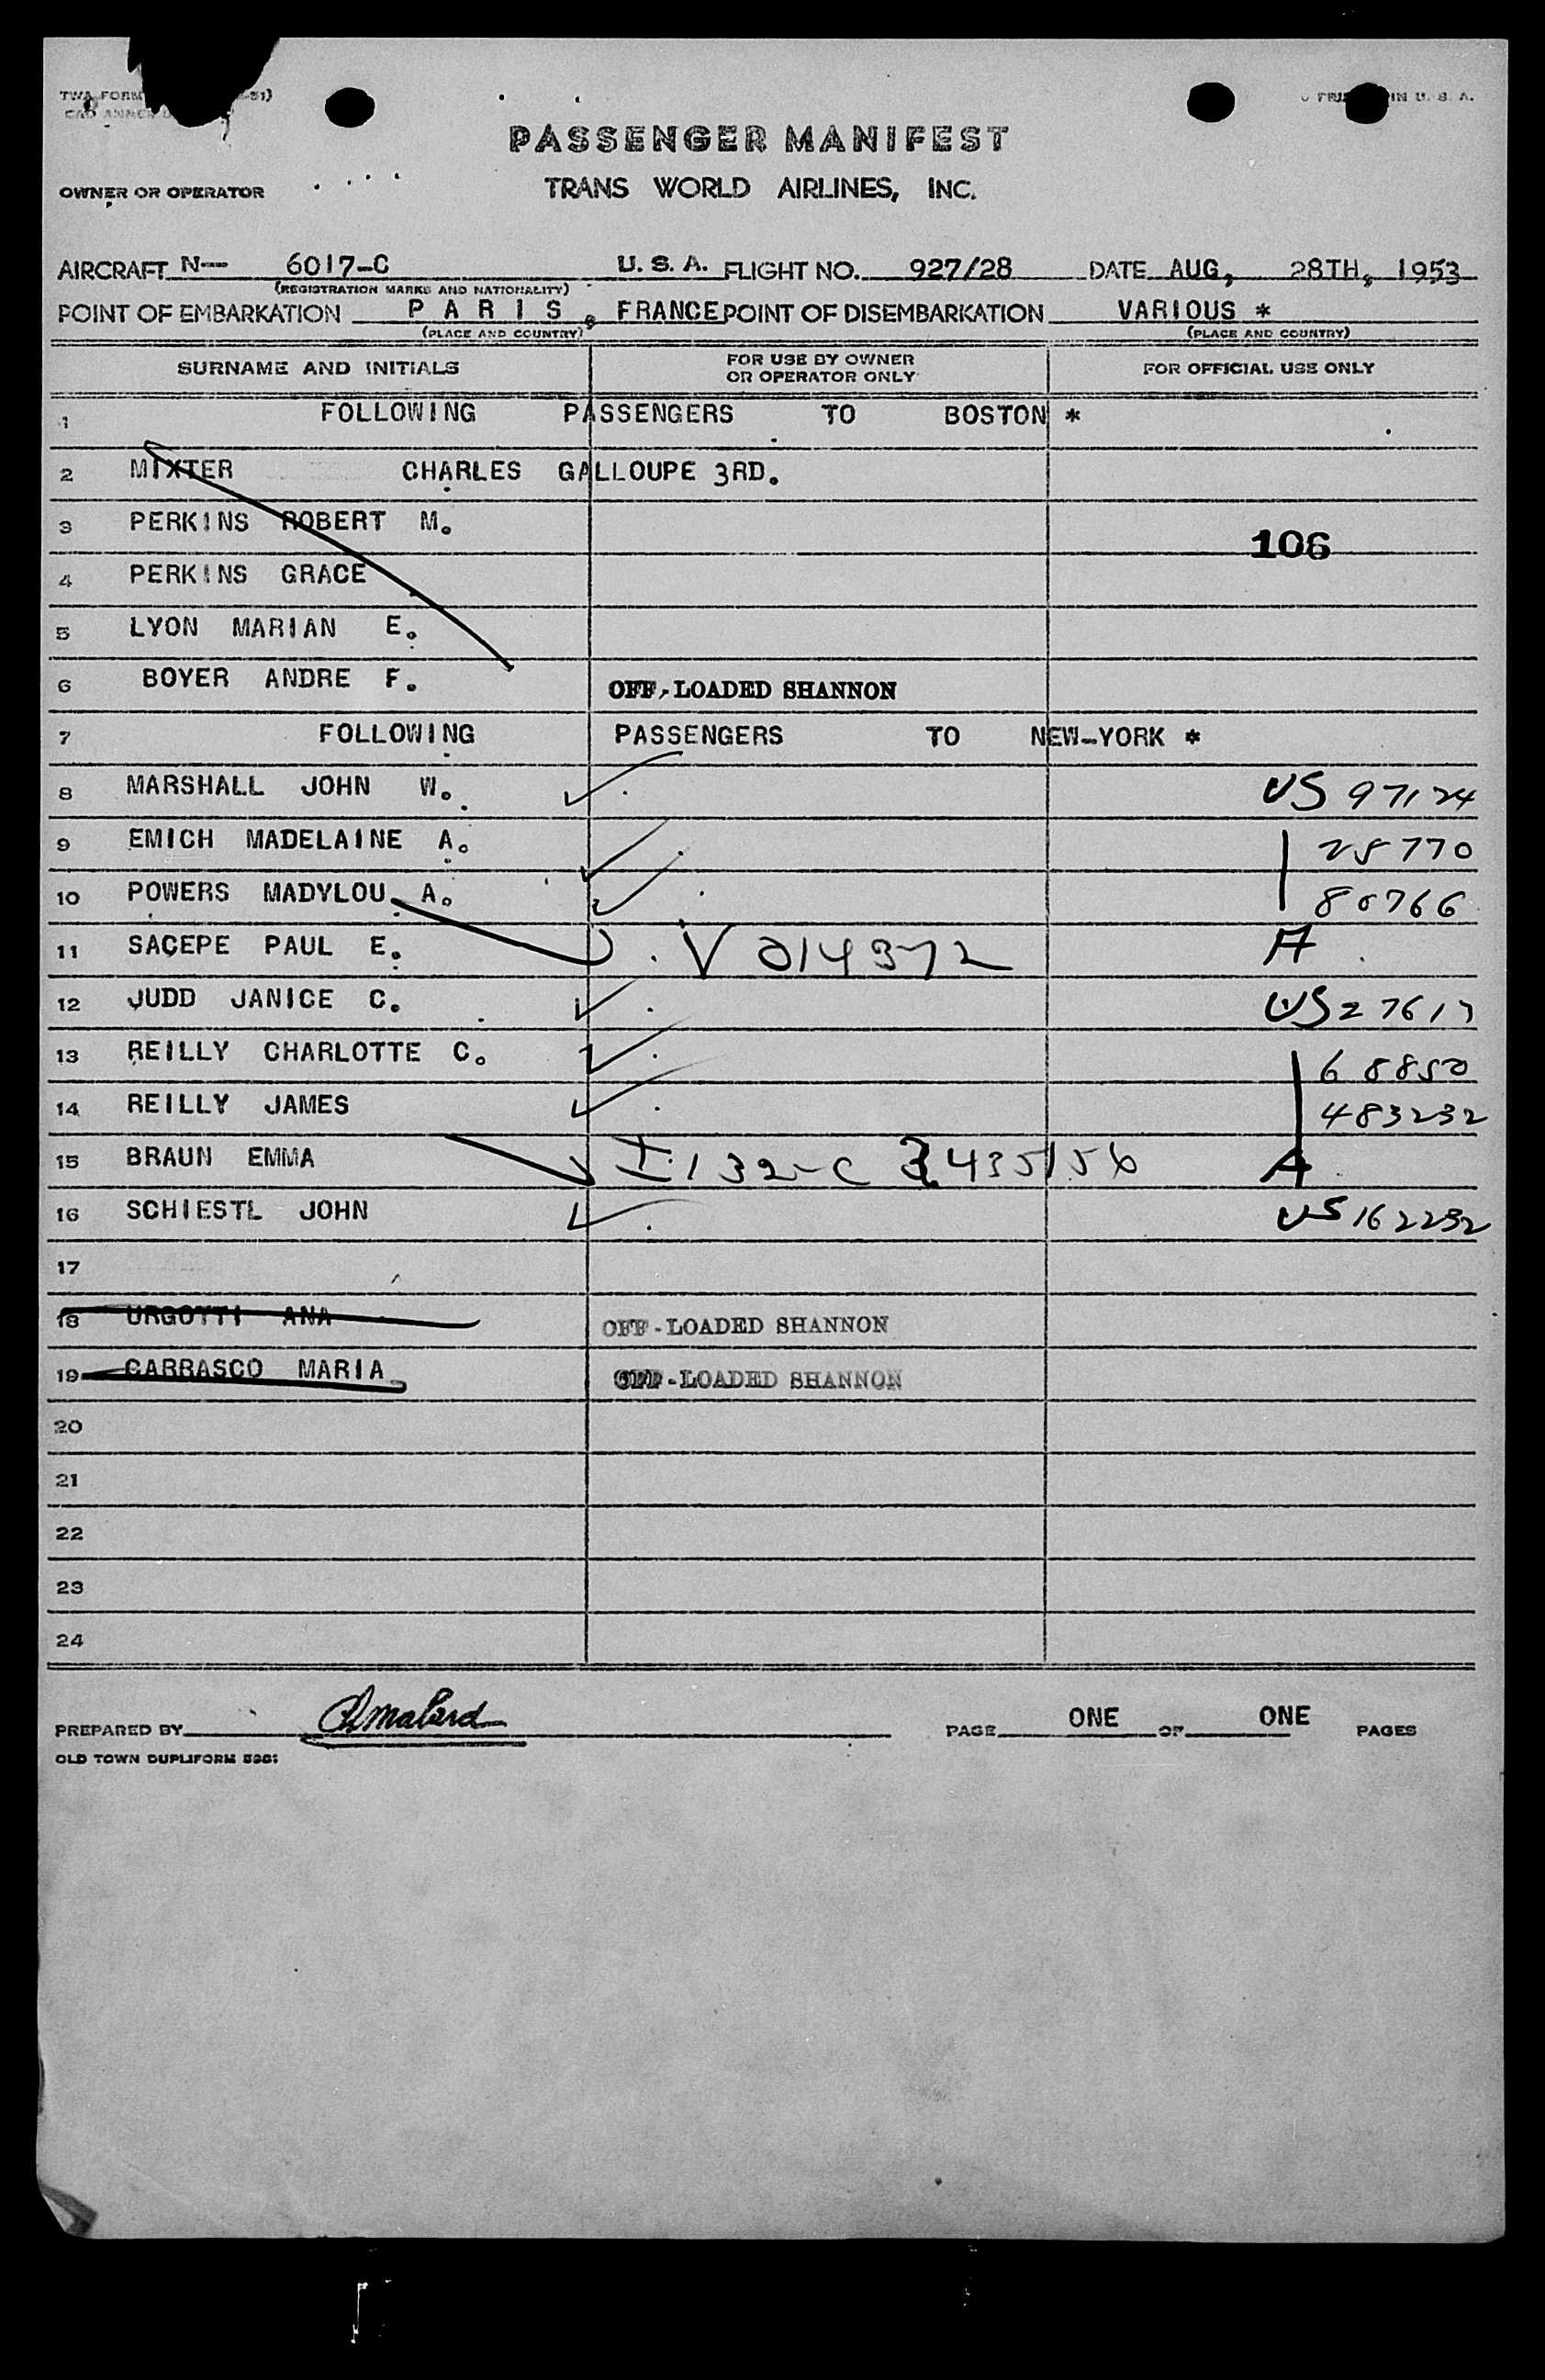 TWA FORM
PRINTED IN U. S. A.
PASSENGER MANIFEST
OWNER OR OPERATOR TRANS WORLD AIRLINES, INC.
AIRCRAFT N-- 6017-C U. S. A. FLIGHT NO. 927/28 DATE AUG, 28TH, 1953
(REGISTRATION MARKS AND NATIONALITY)
POINT OF EMBARKATION P A R I S , FRANCE POINT OF DISEMBARKATION VARIOUS *
(PLACE AND COUNTRY) (PLACE AND COUNTRY)
SURNAME AND INITIALS FOR USE BY OWNER OR OPERATOR ONLY FOR OFFICIAL USE ONLY
1 FOLLOWING PASSENGERS TO BOSTON *
2 MIXTER CHARLES GALLOUPE 3RD.
3 PERKINS ROBERT M.
106
4 PERKINS GRACE
5 LYON MARIAN E.
6 BOYER ANDRE F. OFF-LOADED SHANNON
7 FOLLOWING PASSENGERS TO NEW-YORK *
8 MARSHALL JOHN W. ✓ US 97124
9 EMICH MADELAINE A. ✓ 28770
10 POWERS MADYLOU A. ✓ 80766
11 SACEPE PAUL E. V 014372 A
12 JUDD JANICE C. ✓ US 27617
13 REILLY CHARLOTTE C. ✓ 68850
14 REILLY JAMES ✓ 483232
15 BRAUN EMMA I-132-C 3435156 A
16 SCHIESTL JOHN ✓ US 162232
17
18 URGOTTI ANA OFF-LOADED SHANNON
19 CARRASCO MARIA OFF-LOADED SHANNON
20
21
22
23
24
PREPARED BY PAGE ONE OF ONE PAGES
OLD TOWN DUPLIFORM